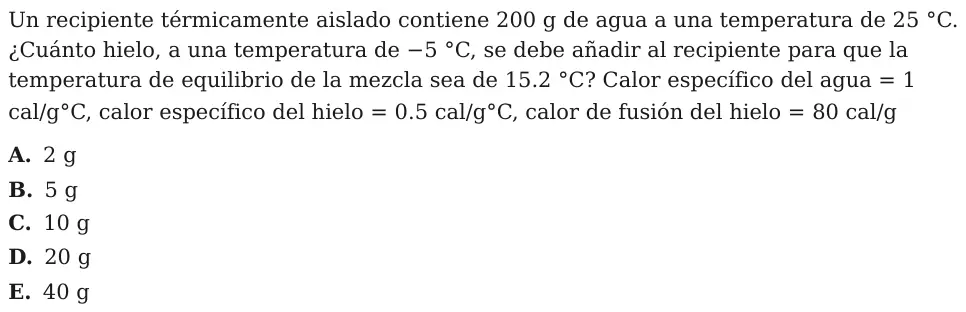 Un recipiente térmicamente aislado contiene 200 g de agua a una temperatura de 25 °C.
¿Cuánto hielo, a una temperatura de −5 °C, se debe añadir al recipiente para que la
temperatura de equilibrio de la mezcla sea de 15.2 °C? Calor específico del agua = 1
cal/g°C, calor específico del hielo = 0.5 cal/g°C, calor de fusión del hielo = 80 cal/g
A. 2 g
B. 5 g
C. 10 g
D. 20 g
E. 40 g